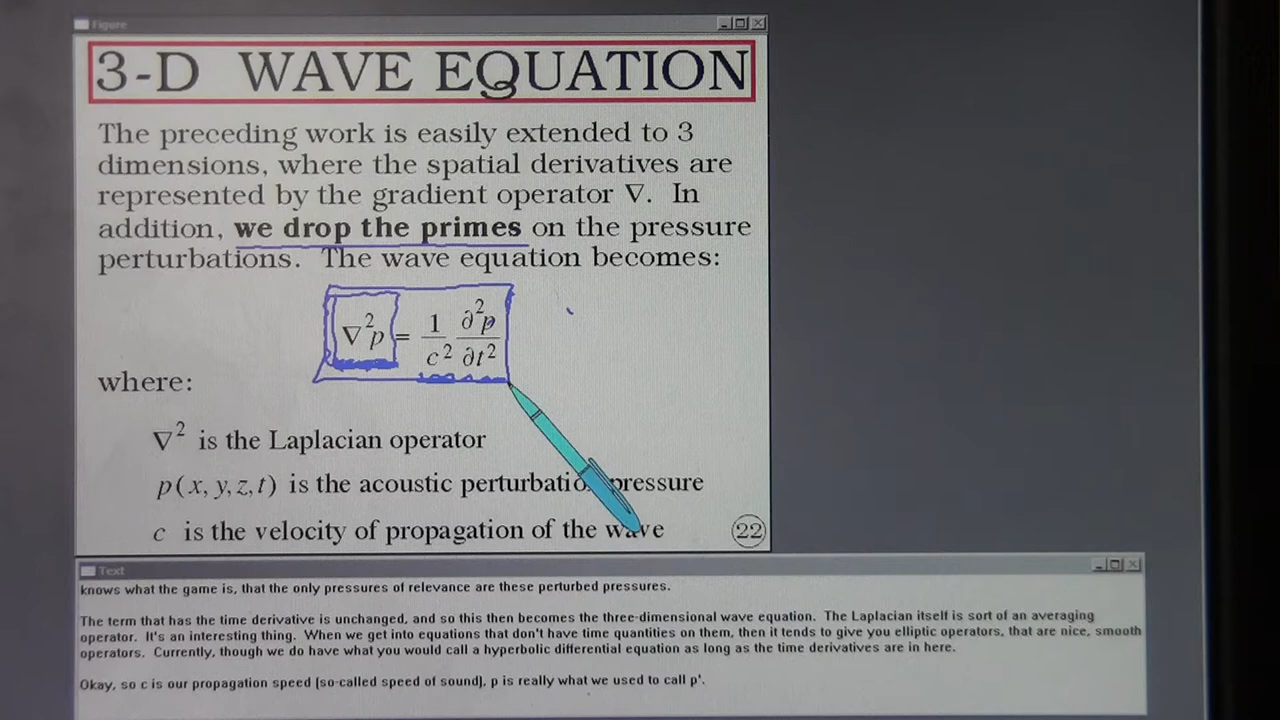 Figure
3-D WAVE EQUATION
The preceding work is easily extended to 3
dimensions, where the spatial derivatives are
represented by the gradient operator ∇. In
addition, we drop the primes on the pressure
perturbations. The wave equation becomes:
∇²p = 1/c² ∂²p/∂t²
where:
∇² is the Laplacian operator
p(x, y, z, t) is the acoustic perturbation pressure
c is the velocity of propagation of the wave
22
Text
knows what the game is, that the only pressures of relevance are these perturbed pressures.
The term that has the time derivative is unchanged, and so this then becomes the three-dimensional wave equation. The Laplacian itself is sort of an averaging
operator. It's an interesting thing. When we get into equations that don't have time quantities on them, then it tends to give you elliptic operators, that are nice, smooth
operators. Currently, though we do have what you would call a hyperbolic differential equation as long as the time derivatives are in here.
Okay, so c is our propagation speed (so-called speed of sound), p is really what we used to call p'.